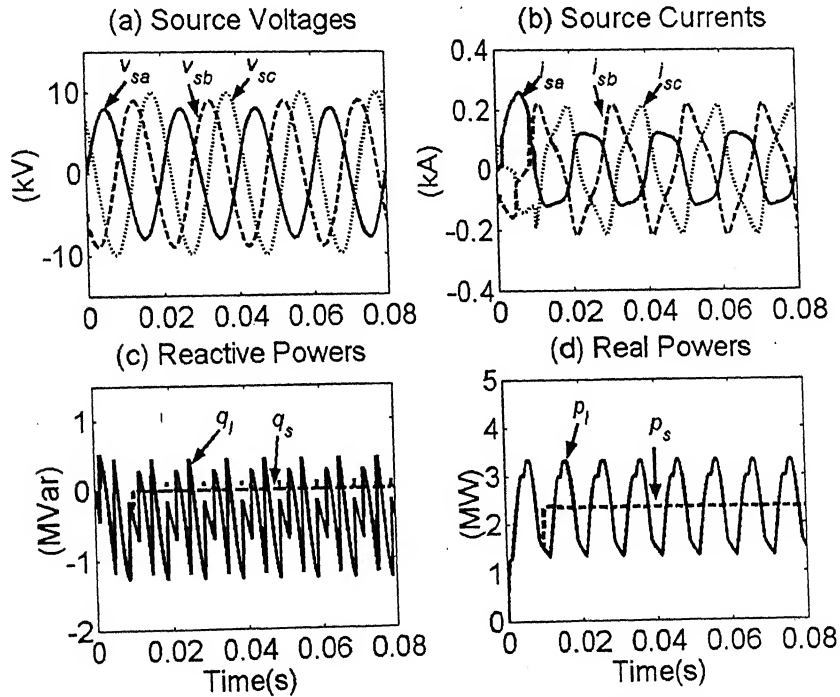 (a) Source Voltages
v_sa v_sb v_sc
10
0
-10
(kV)
0 0.02 0.04 0.06 0.08
(b) Source Currents
i_sa i_sb i_sc
0.4
0.2
0
-0.2
-0.4
(kA)
0 0.02 0.04 0.06 0.08
(c) Reactive Powers
q_l q_s
1
0
-1
-2
(MVar)
0 0.02 0.04 0.06 0.08
Time(s)
(d) Real Powers
p_l p_s
5
4
3
2
1
0
(MW)
0 0.02 0.04 0.06 0.08
Time(s)